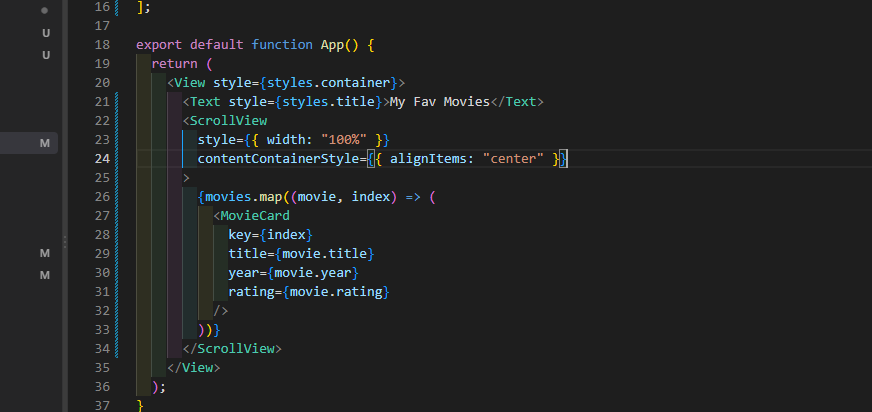 16 ];
17
U
18 export default function App() {
19 return (
U
20 <View style={styles.container}>
21 <Text style={styles.title}>My Fav Movies</Text>
22 <ScrollView
23 style={{ width: "100%" }}
M
24 contentContainerStyle={{ alignItems: "center" }}
25 >
26 {movies.map((movie, index) => (
27 <MovieCard
28 key={index}
29 title={movie.title}
M
30 year={movie.year}
M
31 rating={movie.rating}
32 />
33 ))}
34 </ScrollView>
35 </View>
36 );
37 }